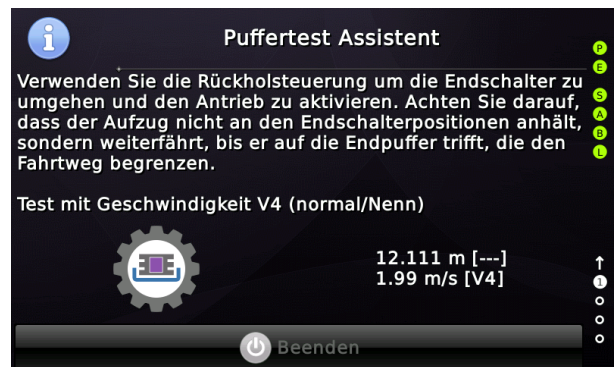 Puffertest Assistent
Verwenden Sie die Rückholsteuerung um die Endschalter zu
umgehen und den Antrieb zu aktivieren. Achten Sie darauf,
dass der Aufzug nicht an den Endschalterpositionen anhält,
sondern weiterfährt, bis er auf die Endpuffer trifft, die den
Fahrtweg begrenzen.
Test mit Geschwindigkeit V4 (normal/Nenn)
12.111 m [---]
1.99 m/s [V4]
Beenden
P
E
S
A
B
L
↑
1